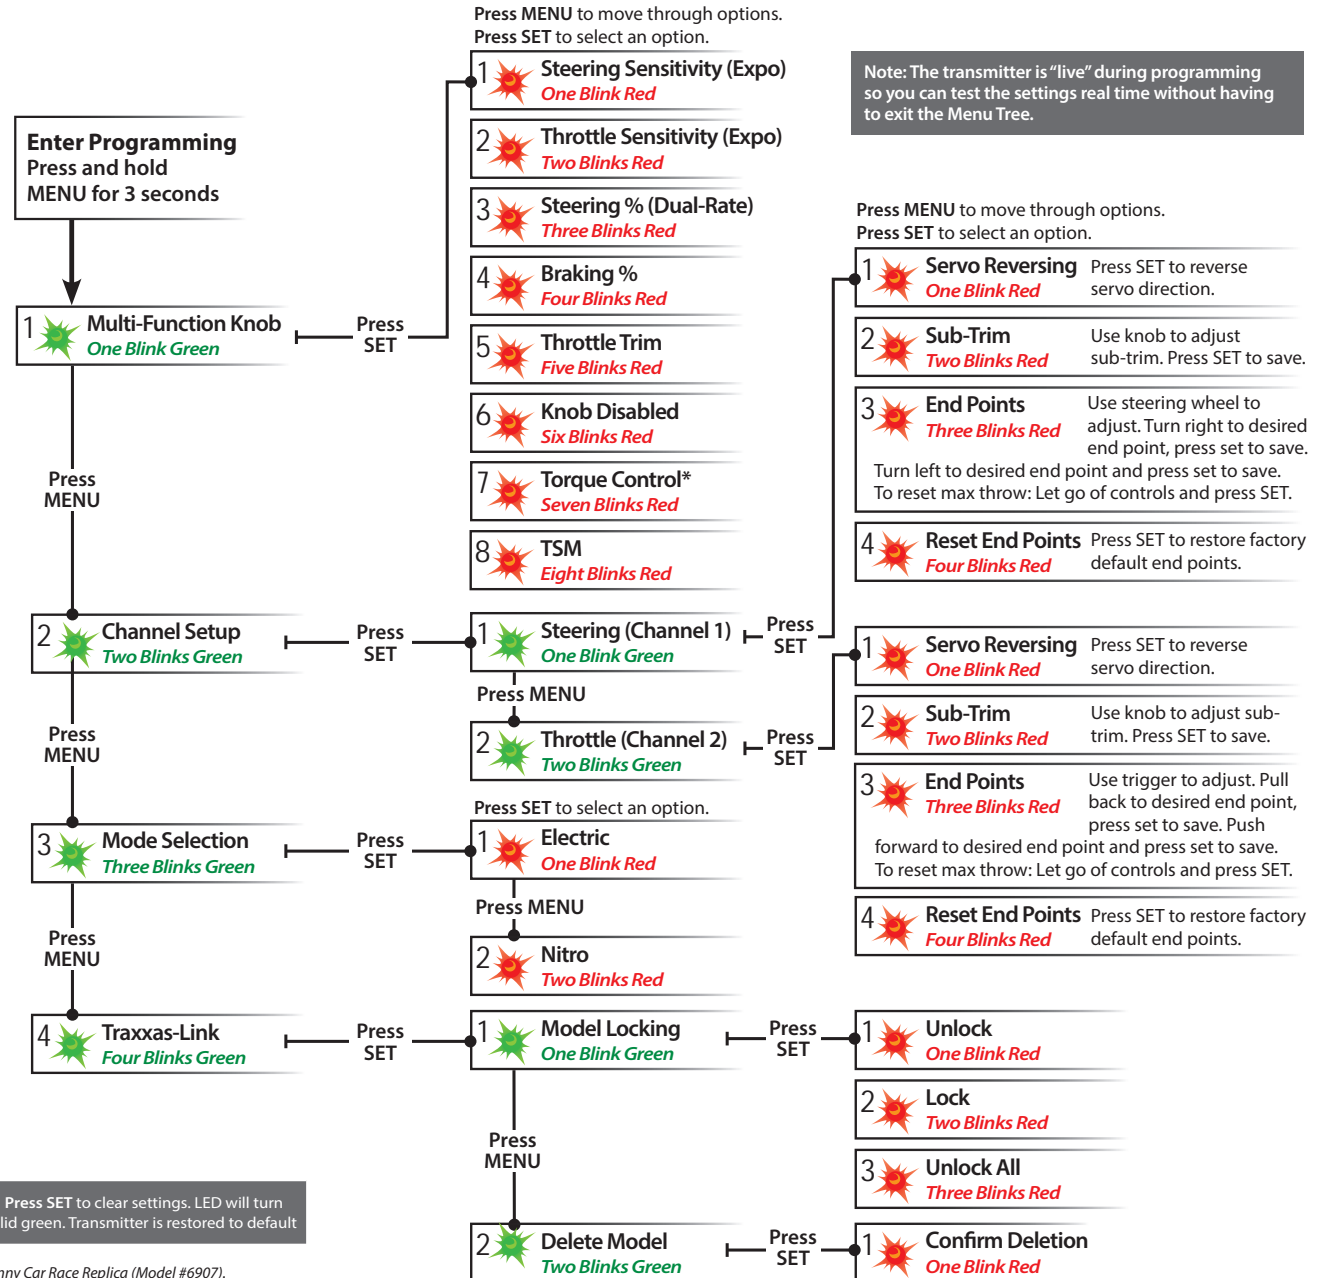 Press MENU to move through options.
Press SET to select an option.
1 Steering Sensitivity (Expo)
One Blink Red
2 Throttle Sensitivity (Expo)
Two Blinks Red
3 Steering % (Dual-Rate)
Three Blinks Red
4 Braking %
Four Blinks Red
5 Throttle Trim
Five Blinks Red
6 Knob Disabled
Six Blinks Red
7 Torque Control*
Seven Blinks Red
8 TSM
Eight Blinks Red
Note: The transmitter is “live” during programming
so you can test the settings real time without having
to exit the Menu Tree.
Enter Programming
Press and hold
MENU for 3 seconds
1 Multi-Function Knob
One Blink Green
Press
SET
Press
MENU
2 Channel Setup
Two Blinks Green
Press
SET
1 Steering (Channel 1)
One Blink Green
Press
SET
Press MENU
2 Throttle (Channel 2)
Two Blinks Green
Press
SET
Press MENU to move through options.
Press SET to select an option.
1 Servo Reversing
One Blink Red
Press SET to reverse
servo direction.
2 Sub-Trim
Two Blinks Red
Use knob to adjust
sub-trim. Press SET to save.
3 End Points
Three Blinks Red
Use steering wheel to
adjust. Turn right to desired
end point, press set to save.
Turn left to desired end point and press set to save.
To reset max throw: Let go of controls and press SET.
4 Reset End Points
Four Blinks Red
Press SET to restore factory
default end points.
1 Servo Reversing
One Blink Red
Press SET to reverse
servo direction.
2 Sub-Trim
Two Blinks Red
Use knob to adjust sub-
trim. Press SET to save.
3 End Points
Three Blinks Red
Use trigger to adjust. Pull
back to desired end point,
press set to save. Push
forward to desired end point and press set to save.
To reset max throw: Let go of controls and press SET.
4 Reset End Points
Four Blinks Red
Press SET to restore factory
default end points.
Press
MENU
3 Mode Selection
Three Blinks Green
Press
SET
Press SET to select an option.
1 Electric
One Blink Red
Press MENU
2 Nitro
Two Blinks Red
Press
MENU
4 Traxxas-Link
Four Blinks Green
Press
SET
1 Model Locking
One Blink Green
Press
SET
1 Unlock
One Blink Red
2 Lock
Two Blinks Red
3 Unlock All
Three Blinks Red
Press
MENU
2 Delete Model
Two Blinks Green
Press
SET
1 Confirm Deletion
One Blink Red
Press SET to clear settings. LED will turn
lid green. Transmitter is restored to default
nny Car Race Replica (Model #6907).